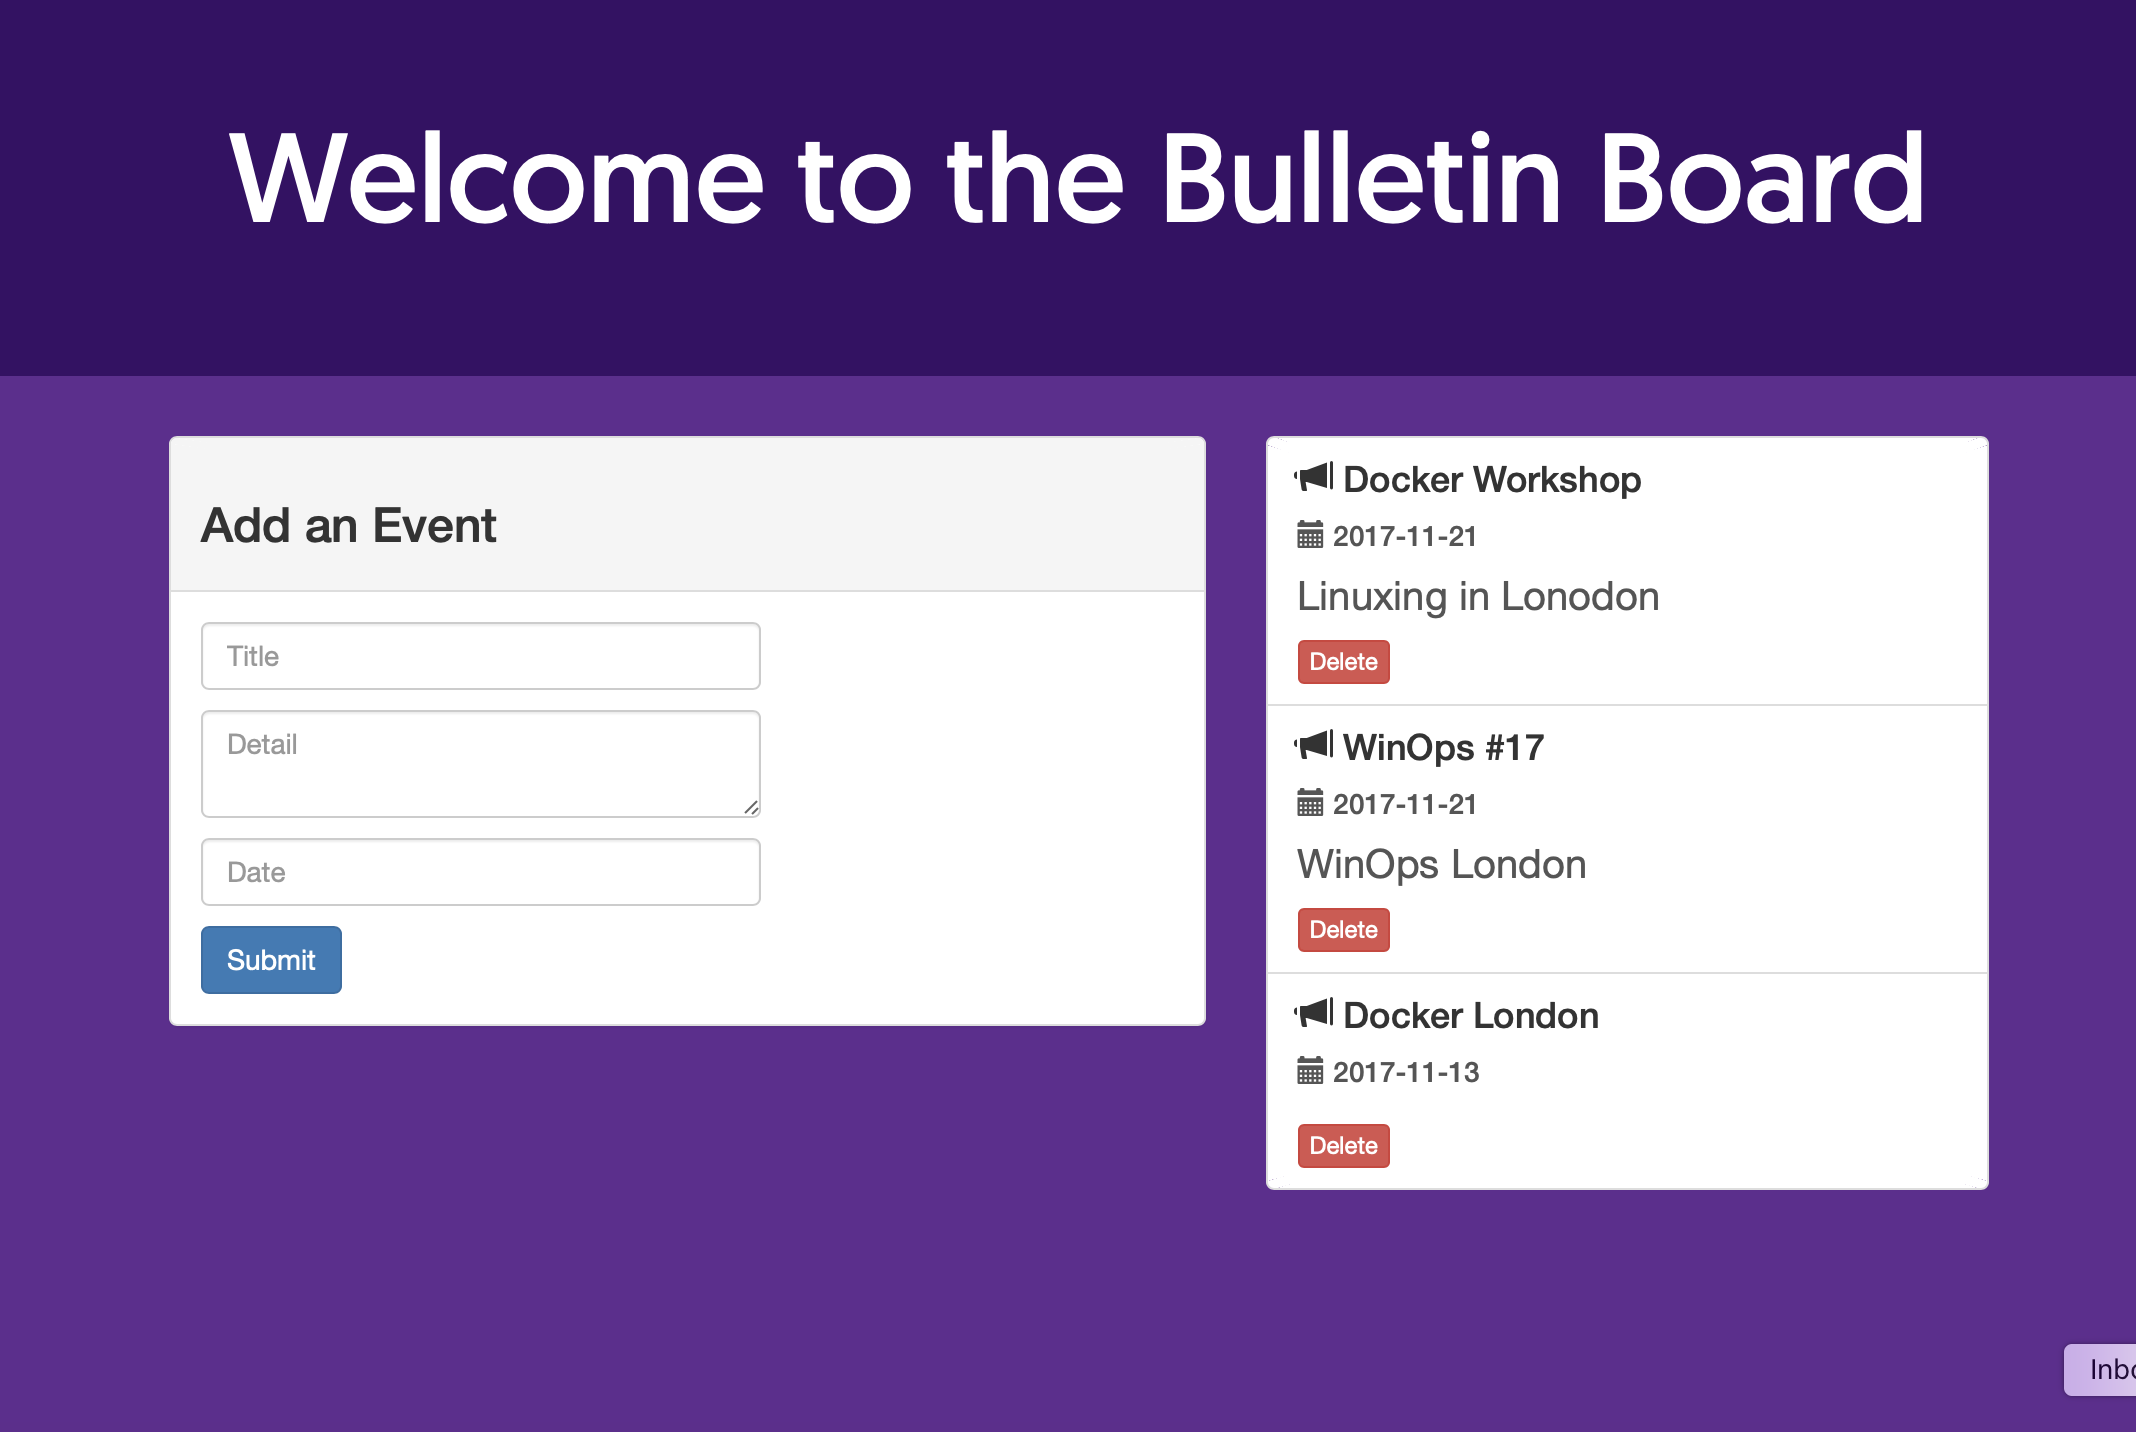 Welcome to the Bulletin Board
Add an Event
Title
Detail
Date
Submit
Docker Workshop
2017-11-21
Linuxing in Lonodon
Delete
WinOps #17
2017-11-21
WinOps London
Delete
Docker London
2017-11-13
Delete